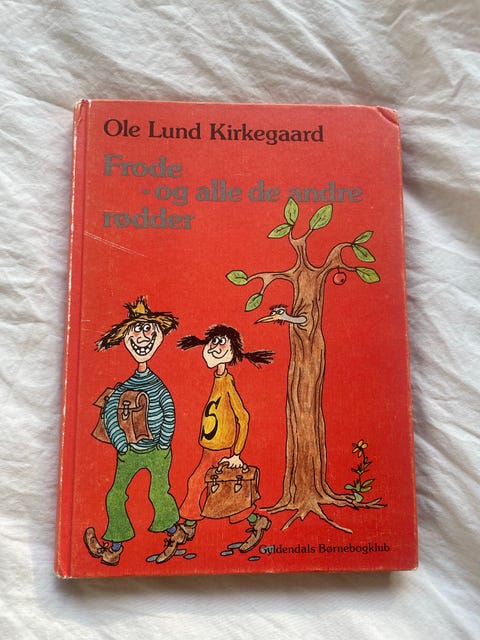 Ole Lund Kirkegaard
Frode
- og alle de andre
rødder
S
Gyldendals Børnebogklub